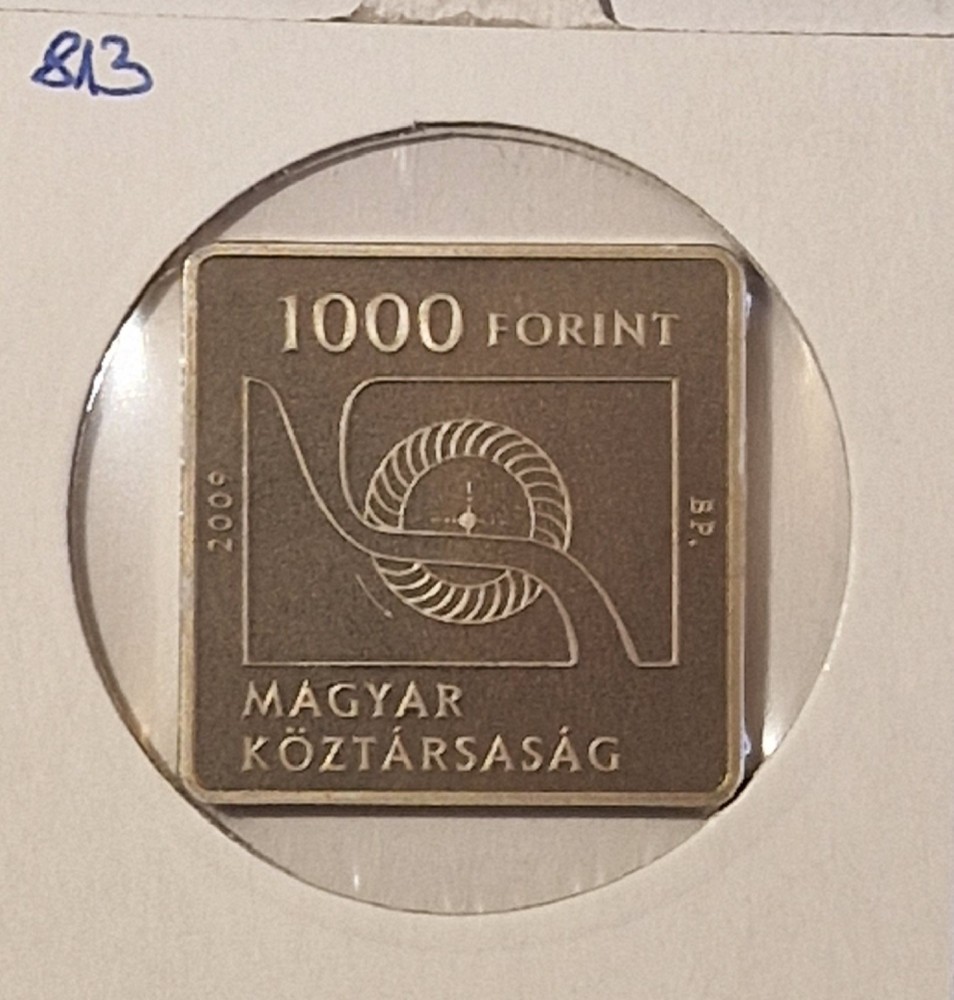 813
1000 FORINT
2009
BP.
MAGYAR
KÖZTÁRSASÁG